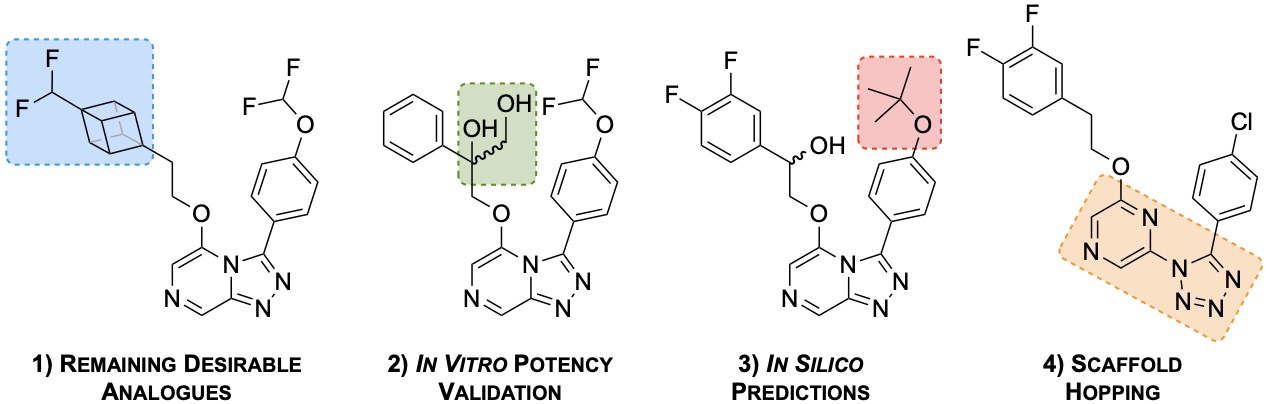 F
F
F
F
O
O
N
N
N
N
1) REMAINING DESIRABLE
ANALOGUES
F
OH
F
OH
O
O
N
N
N
N
2) IN VITRO POTENCY
VALIDATION
F
F
O
OH
O
N
N
N
N
3) IN SILICO
PREDICTIONS
F
F
Cl
O
N
N
N
N
N
N
4) SCAFFOLD
HOPPING